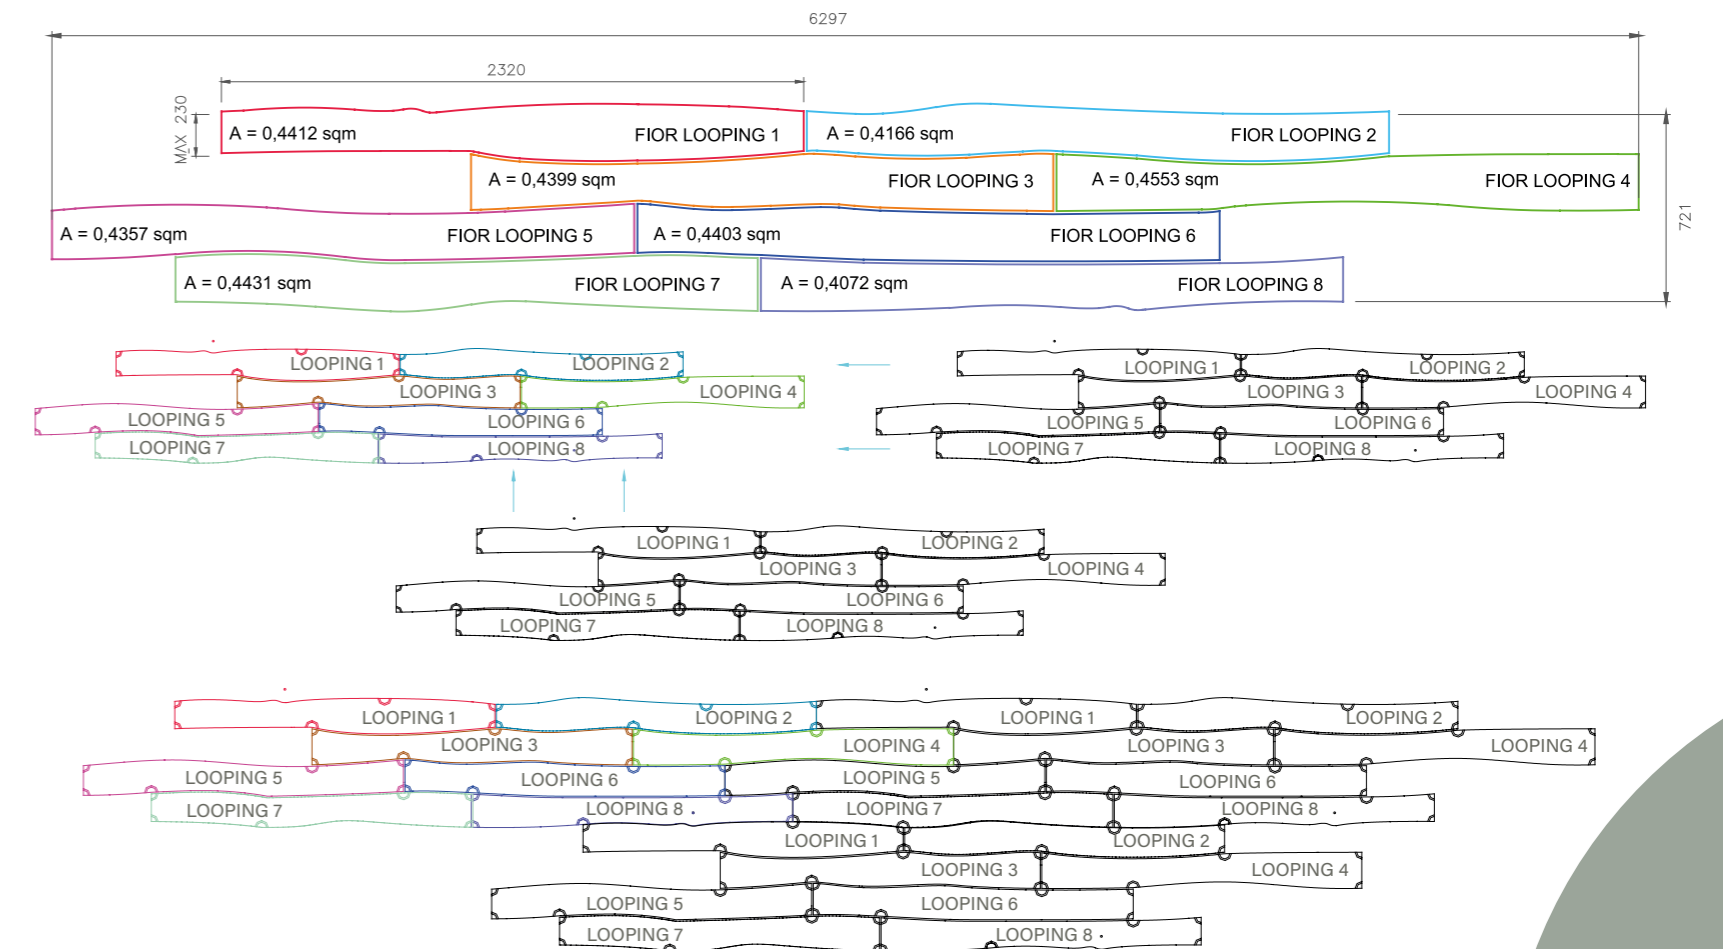 6297
2320
MAX 230
A = 0,4412 sqm FIOR LOOPING 1 A = 0,4166 sqm FIOR LOOPING 2
A = 0,4399 sqm FIOR LOOPING 3 A = 0,4553 sqm FIOR LOOPING 4
721
A = 0,4357 sqm FIOR LOOPING 5 A = 0,4403 sqm FIOR LOOPING 6
A = 0,4431 sqm FIOR LOOPING 7 A = 0,4072 sqm FIOR LOOPING 8
LOOPING 1 LOOPING 2
LOOPING 3 LOOPING 4
LOOPING 5 LOOPING 6
LOOPING 7 LOOPING 8
LOOPING 1 LOOPING 2
LOOPING 3 LOOPING 4
LOOPING 5 LOOPING 6
LOOPING 7 LOOPING 8
LOOPING 1 LOOPING 2
LOOPING 3 LOOPING 4
LOOPING 5 LOOPING 6
LOOPING 7 LOOPING 8
LOOPING 1 LOOPING 2 LOOPING 1 LOOPING 2
LOOPING 3 LOOPING 4 LOOPING 3 LOOPING 4
LOOPING 5 LOOPING 6 LOOPING 5 LOOPING 6
LOOPING 7 LOOPING 8 LOOPING 7 LOOPING 8
LOOPING 1 LOOPING 2
LOOPING 3 LOOPING 4
LOOPING 5 LOOPING 6
LOOPING 7 LOOPING 8